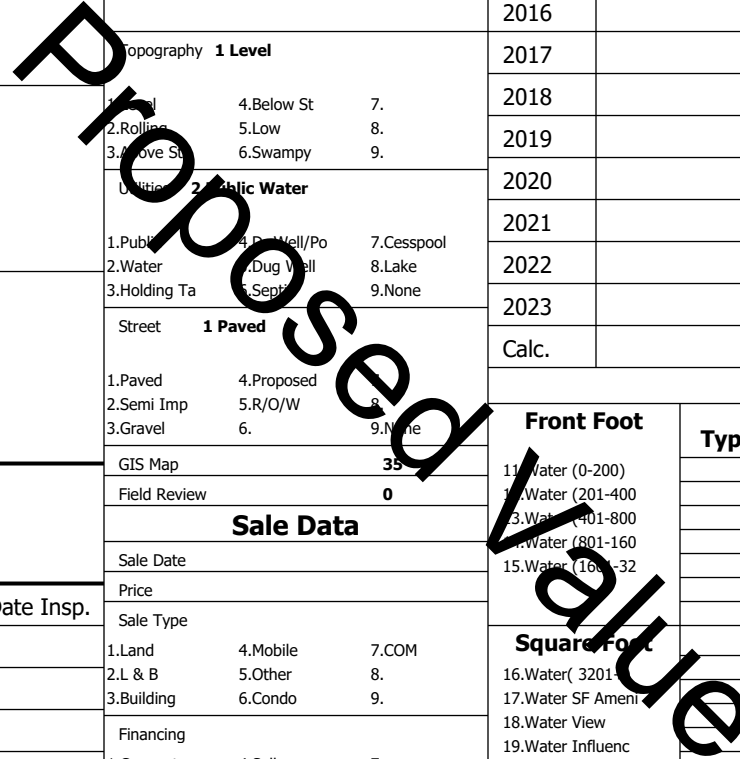 Topography 1 Level
1.Level 4.Below St 7.
2.Rolling 5.Low 8.
3.Above St 6.Swampy 9.
Utilities 2 Public Water
1.Public 4.Dr Well/Po 7.Cesspool
2.Water 5.Dug Well 8.Lake
3.Holding Ta 6.Septic 9.None
Street 1 Paved
1.Paved 4.Proposed 7.
2.Semi Imp 5.R/O/W 8.
3.Gravel 6. 9.None
GIS Map 35
Field Review 0
Sale Data
Sale Date
Price
Sale Type
1.Land 4.Mobile 7.COM
2.L & B 5.Other 8.
3.Building 6.Condo 9.
Financing
Date Insp.
2016
2017
2018
2019
2020
2021
2022
2023
Calc.
Front Foot
Typ
11.Water (0-200)
12.Water (201-400
13.Water (401-800
14.Water (801-160
15.Water (1601-32
Square Foot
16.Water( 3201-
17.Water SF Ameni
18.Water View
19.Water Influenc
Proposed Value